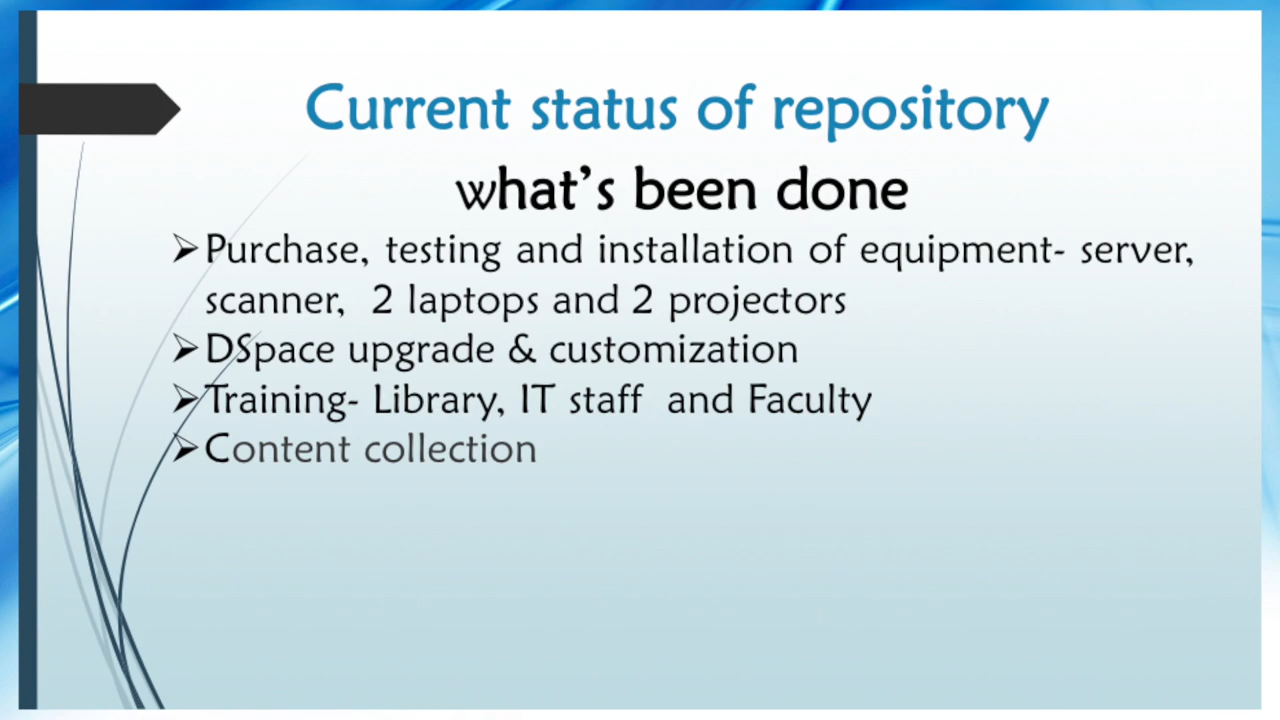 Current status of repository
what's been done
➢Purchase, testing and installation of equipment- server,
scanner, 2 laptops and 2 projectors
➢DSpace upgrade & customization
➢Training- Library, IT staff and Faculty
➢Content collection